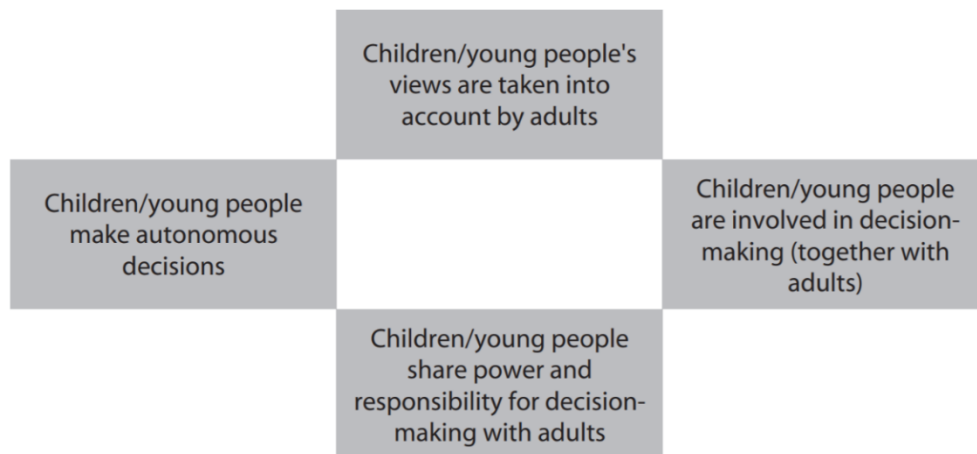 Children/young people's
views are taken into
account by adults
Children/young people
make autonomous
decisions
Children/young people
are involved in decision-
making (together with
adults)
Children/young people
share power and
responsibility for decision-
making with adults